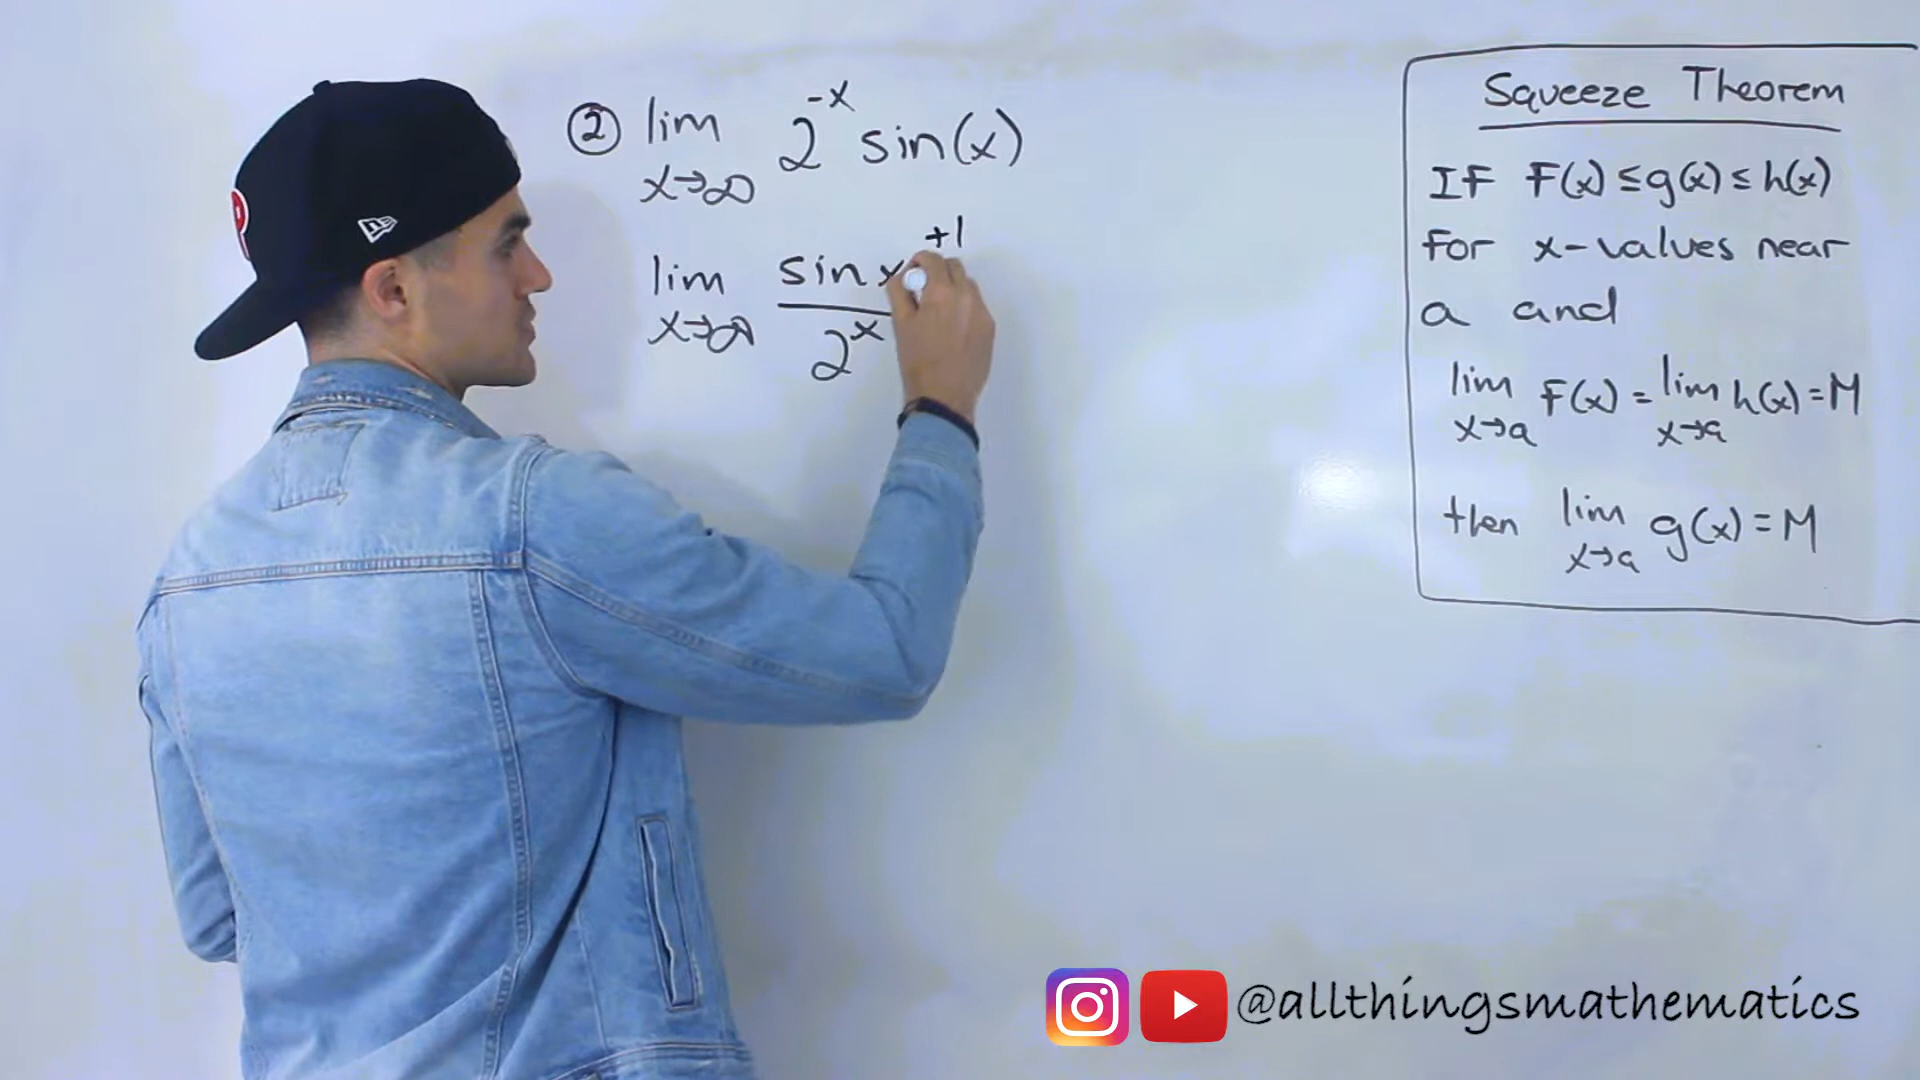 ② lim 2^-x sin(x)
x→∞
+1
lim sin x
x→∞ 2^x
Squeeze Theorem
IF F(x) ≤ g(x) ≤ h(x)
for x-values near
a and
lim F(x) = lim h(x) = M
x→a x→a
then lim g(x) = M
x→a
@allthingsmathematics
P